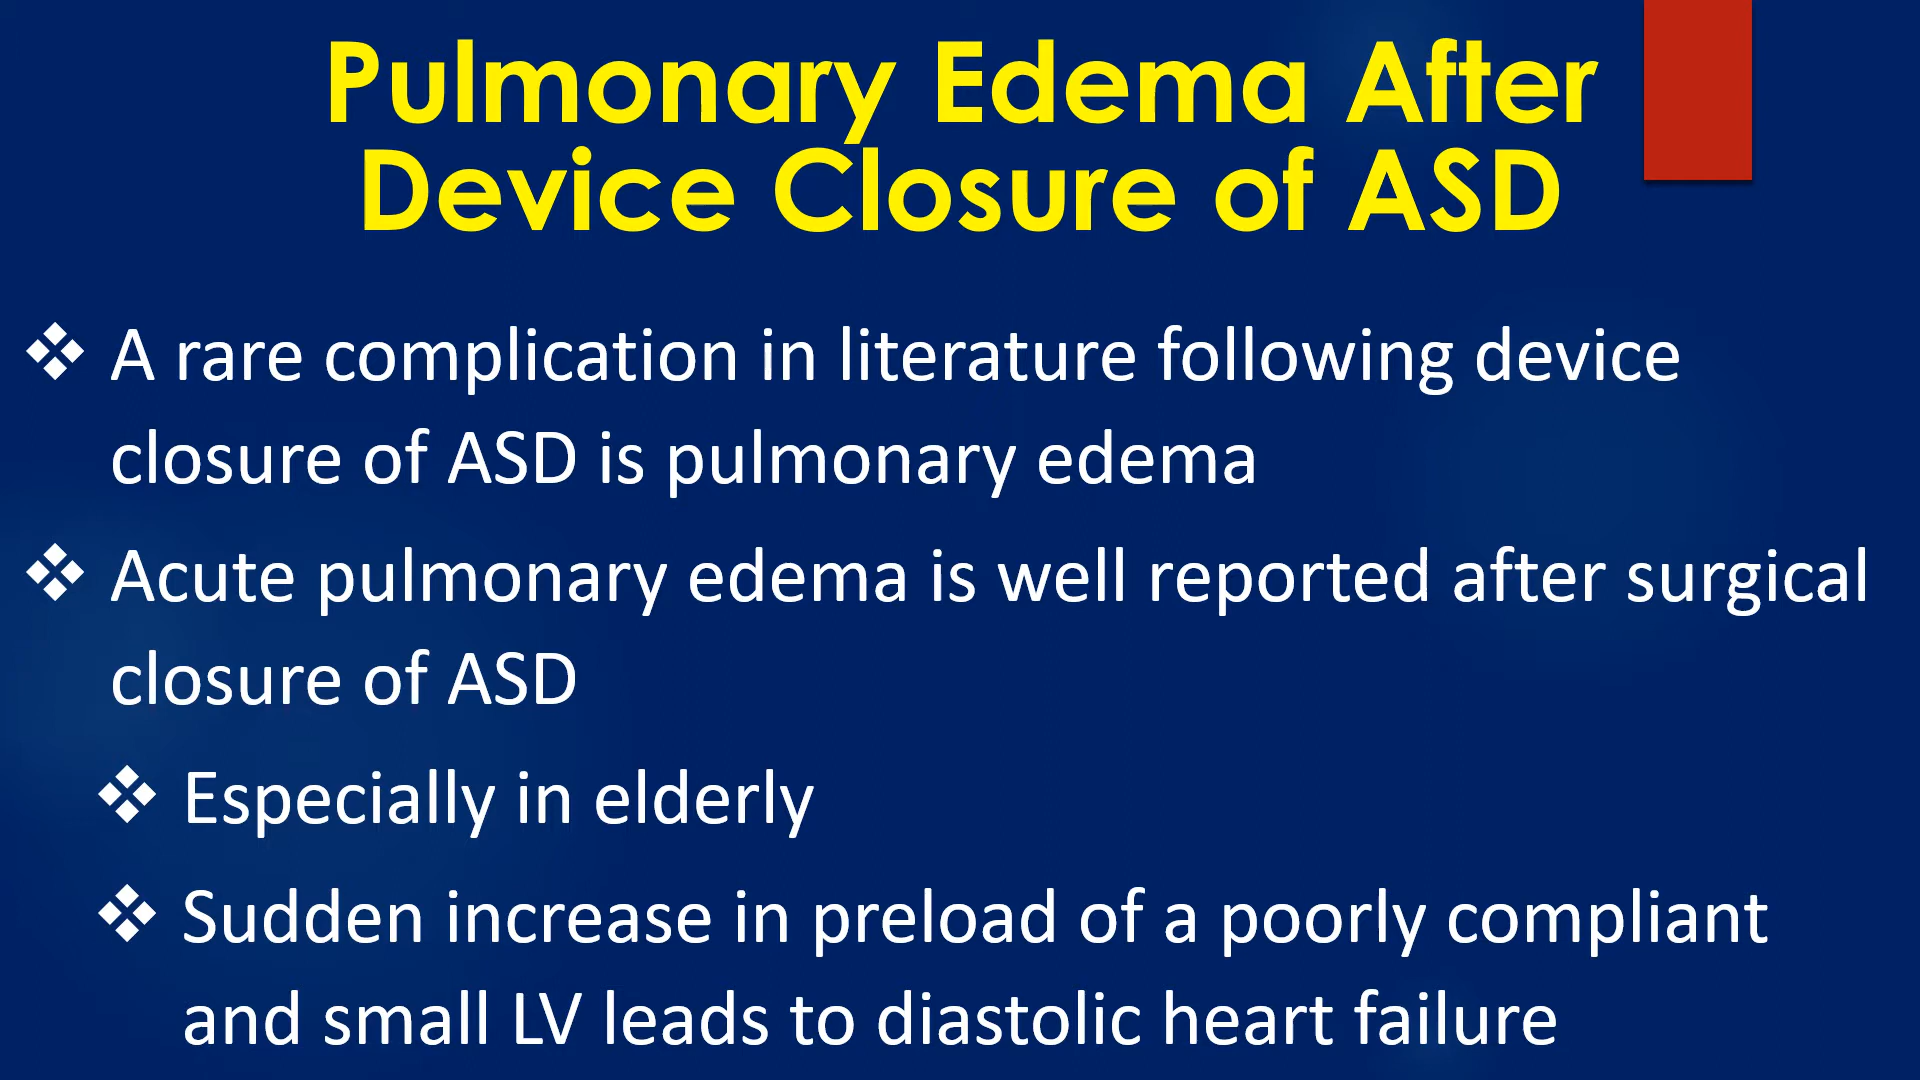 Pulmonary Edema After
Device Closure of ASD
❖ A rare complication in literature following device
closure of ASD is pulmonary edema
❖ Acute pulmonary edema is well reported after surgical
closure of ASD
❖ Especially in elderly
❖ Sudden increase in preload of a poorly compliant
and small LV leads to diastolic heart failure